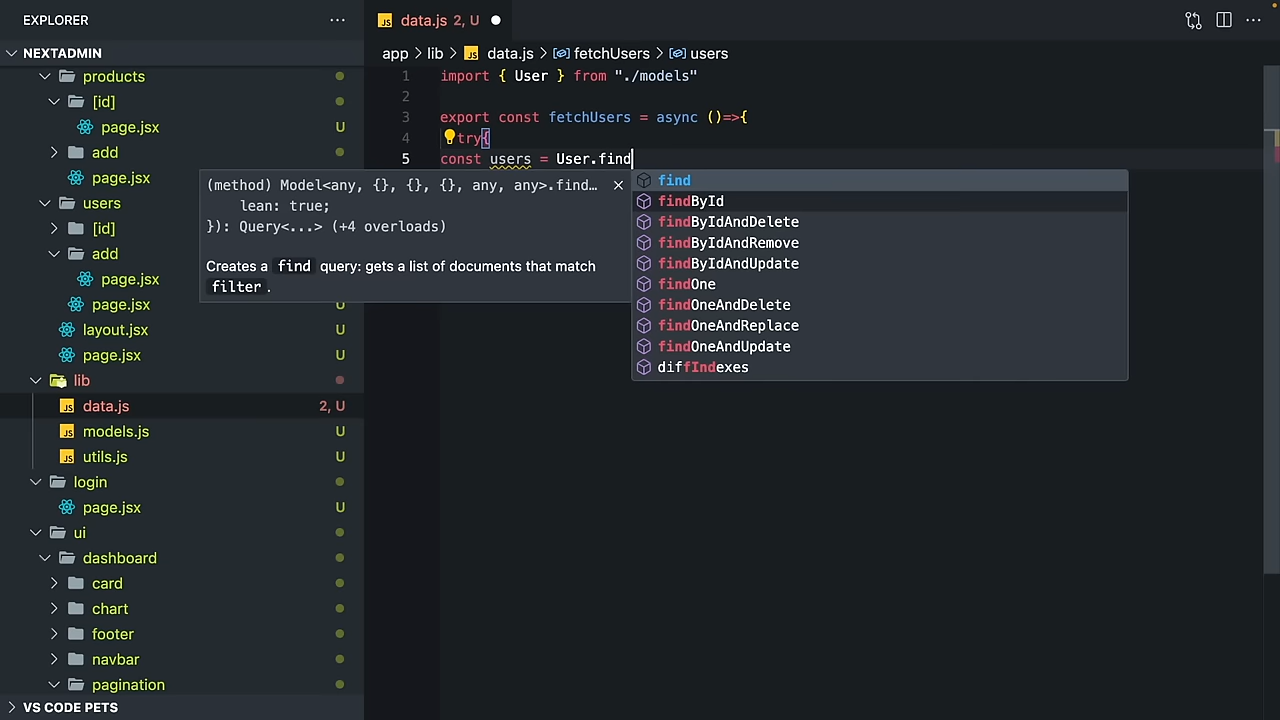 EXPLORER
NEXTADMIN
products
[id]
page.jsx U
add
page.jsx
users
[id]
add
page.jsx
page.jsx U
layout.jsx U
page.jsx U
lib
data.js 2, U
models.js U
utils.js U
login
page.jsx U
ui
dashboard
card
chart
footer
navbar
pagination
VS CODE PETS
JS data.js 2, U
app > lib > JS data.js > fetchUsers > users
1 import { User } from "./models"
2
3 export const fetchUsers = async ()=>{
4 try{
5 const users = User.find
(method) Model<any, {}, {}, {}, any, any>.find…
lean: true;
}): Query<...> (+4 overloads)
Creates a find query: gets a list of documents that match
filter .
find
findById
findByIdAndDelete
findByIdAndRemove
findByIdAndUpdate
findOne
findOneAndDelete
findOneAndReplace
findOneAndUpdate
diffIndexes